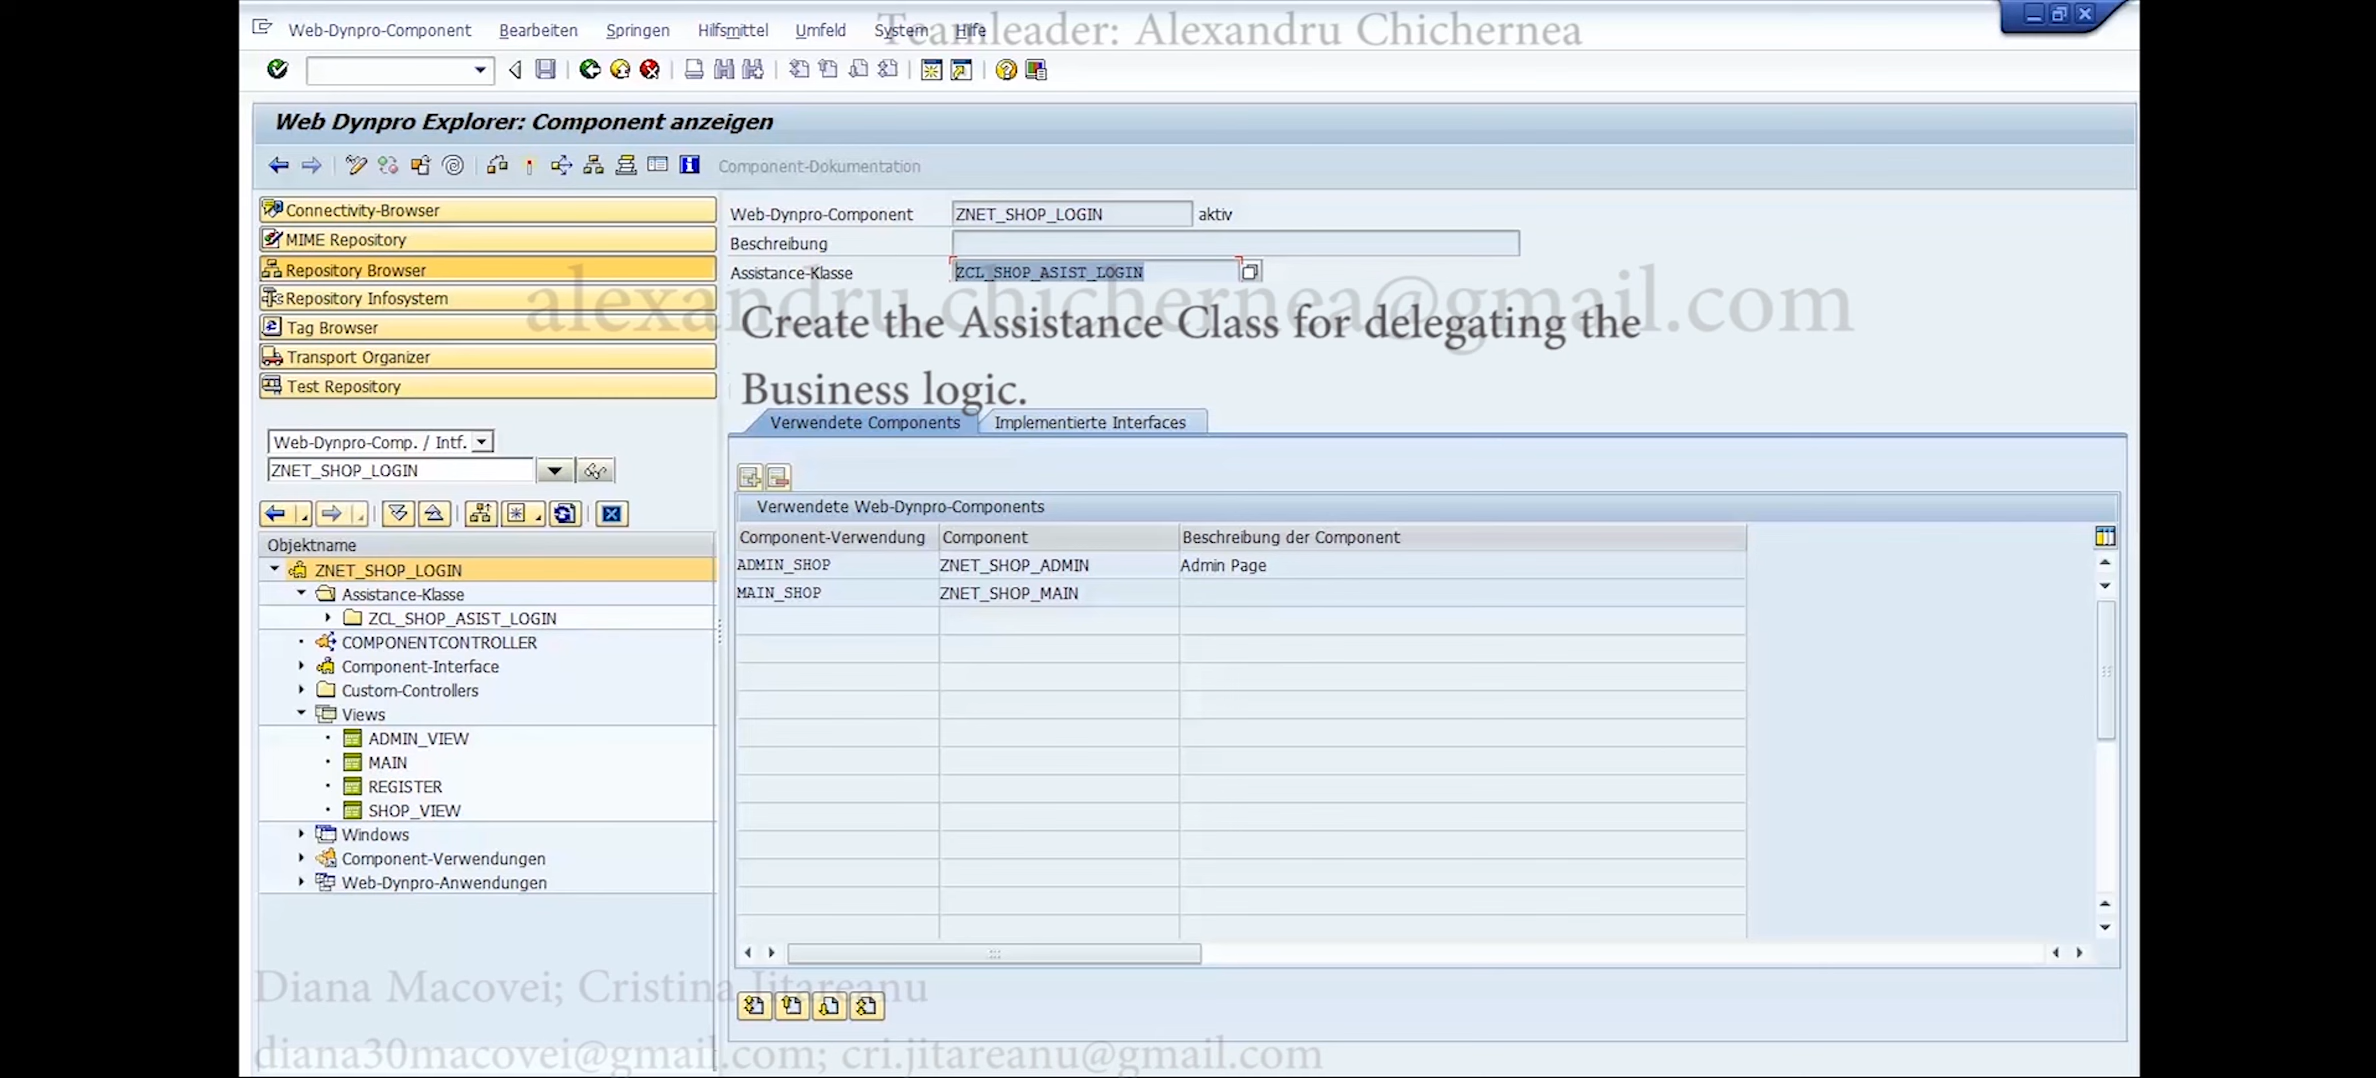 Teamleader: Alexandru Chichernea
Web-Dynpro-Component Bearbeiten Springen Hilfsmittel Umfeld System Hilfe
Web Dynpro Explorer: Component anzeigen
Component-Dokumentation
Connectivity-Browser
MIME Repository
Repository Browser
Repository Infosystem
Tag Browser
Transport Organizer
Test Repository
Web-Dynpro-Comp. / Intf.
ZNET_SHOP_LOGIN
Objektname
ZNET_SHOP_LOGIN
Assistance-Klasse
ZCL_SHOP_ASIST_LOGIN
COMPONENTCONTROLLER
Component-Interface
Custom-Controllers
Views
ADMIN_VIEW
MAIN
REGISTER
SHOP_VIEW
Windows
Component-Verwendungen
Web-Dynpro-Anwendungen
Web-Dynpro-Component ZNET_SHOP_LOGIN aktiv
Beschreibung
Assistance-Klasse ZCL_SHOP_ASIST_LOGIN
alexandru.chichernea@gmail.com
Create the Assistance Class for delegating the
Business logic.
Verwendete Components Implementierte Interfaces
Verwendete Web-Dynpro-Components
Component-Verwendung Component Beschreibung der Component
ADMIN_SHOP ZNET_SHOP_ADMIN Admin Page
MAIN_SHOP ZNET_SHOP_MAIN
Diana Macovei; Cristina Jitareanu
diana30macovei@gmail.com; cri.jitareanu@gmail.com